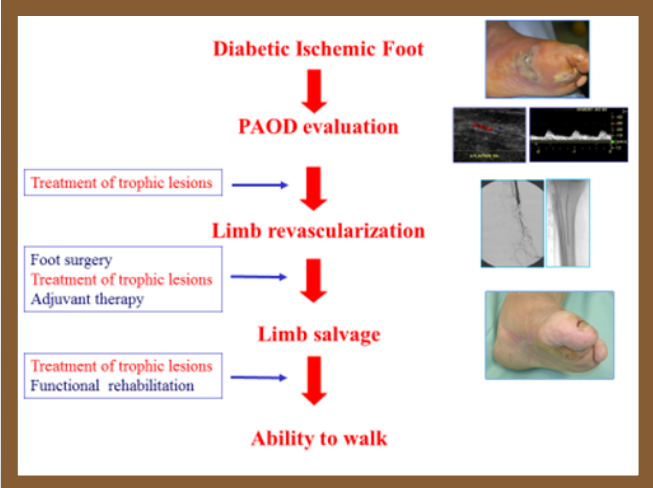 Diabetic Ischemic Foot
PAOD evaluation
Treatment of trophic lesions
Limb revascularization
Foot surgery
Treatment of trophic lesions
Adjuvant therapy
Limb salvage
Treatment of trophic lesions
Functional rehabilitation
Ability to walk